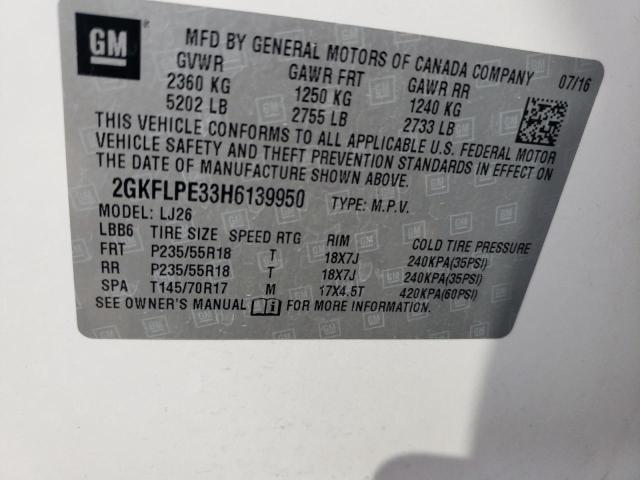 GM
MFD BY GENERAL MOTORS OF CANADA COMPANY
GVWR GAWR FRT GAWR RR 07/16
2360 KG 1250 KG 1240 KG
5202 LB 2755 LB 2733 LB
THIS VEHICLE CONFORMS TO ALL APPLICABLE U.S. FEDERAL MOTOR
VEHICLE SAFETY AND THEFT PREVENTION STANDARDS IN EFFECT ON
THE DATE OF MANUFACTURE SHOWN ABOVE.
2GKFLPE33H6139950 TYPE: M.P.V.
MODEL: LJ26
LBB6 TIRE SIZE SPEED RTG RIM COLD TIRE PRESSURE
FRT P235/55R18 T 18X7J 240KPA(35PSI)
RR P235/55R18 T 18X7J 240KPA(35PSI)
SPA T145/70R17 M 17X4.5T 420KPA(60PSI)
SEE OWNER'S MANUAL FOR MORE INFORMATION.